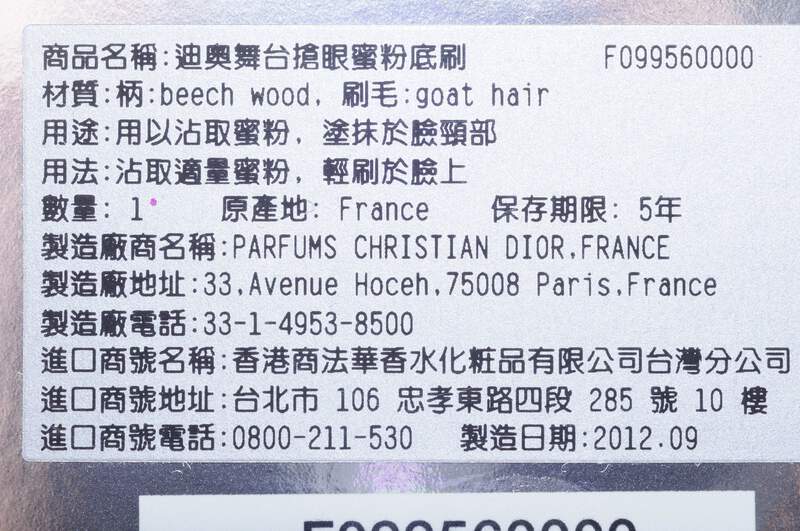 商品名稱:迪奧舞台搶眼蜜粉底刷 F099560000
材質:柄:beech wood, 刷毛:goat hair
用途:用以沾取蜜粉, 塗抹於臉頸部
用法:沾取適量蜜粉, 輕刷於臉上
數量: 1 原產地: France 保存期限: 5年
製造廠商名稱:PARFUMS CHRISTIAN DIOR,FRANCE
製造廠地址:33,Avenue Hoceh,75008 Paris,France
製造廠電話:33-1-4953-8500
進口商號名稱:香港商法華香水化粧品有限公司台灣分公司
進口商號地址:台北市 106 忠孝東路四段 285 號 10 樓
進口商號電話:0800-211-530 製造日期:2012.09
F099560000